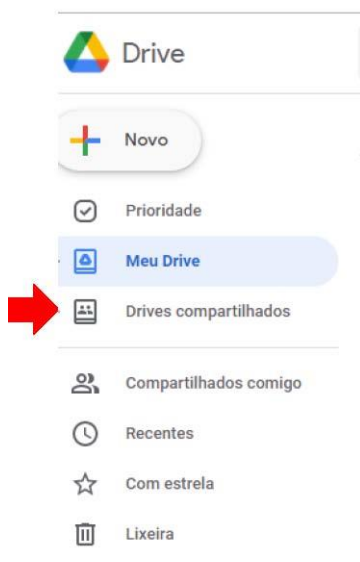 Drive
Novo
Prioridade
Meu Drive
Drives compartilhados
Compartilhados comigo
Recentes
Com estrela
Lixeira